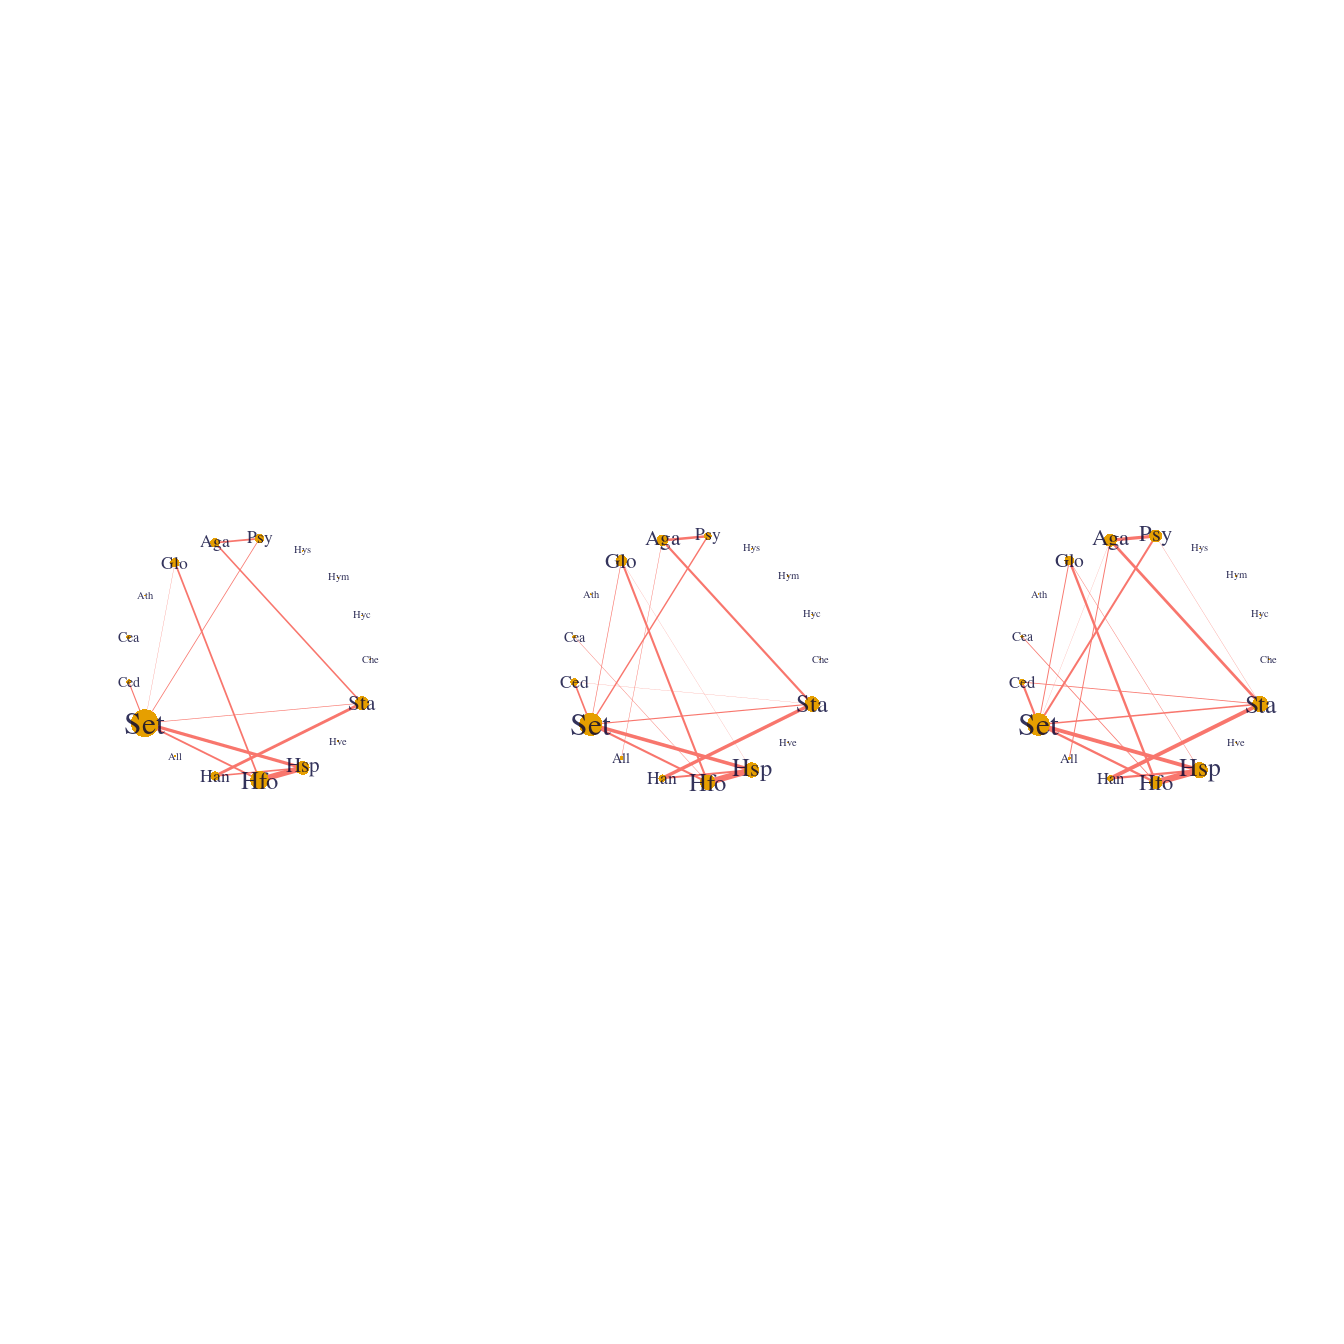 Psy
Aga
Hys
Glo
Hym
Ath
Hyc
Cea
Che
Ced
Sta
Set
Hve
All
Hsp
Han
Hfo
Psy
Aga
Hys
Glo
Hym
Ath
Hyc
Cea
Che
Ced
Sta
Set
Hve
All
Hsp
Han
Hfo
Psy
Aga
Hys
Glo
Hym
Ath
Hyc
Cea
Che
Ced
Sta
Set
Hve
All
Hsp
Han
Hfo